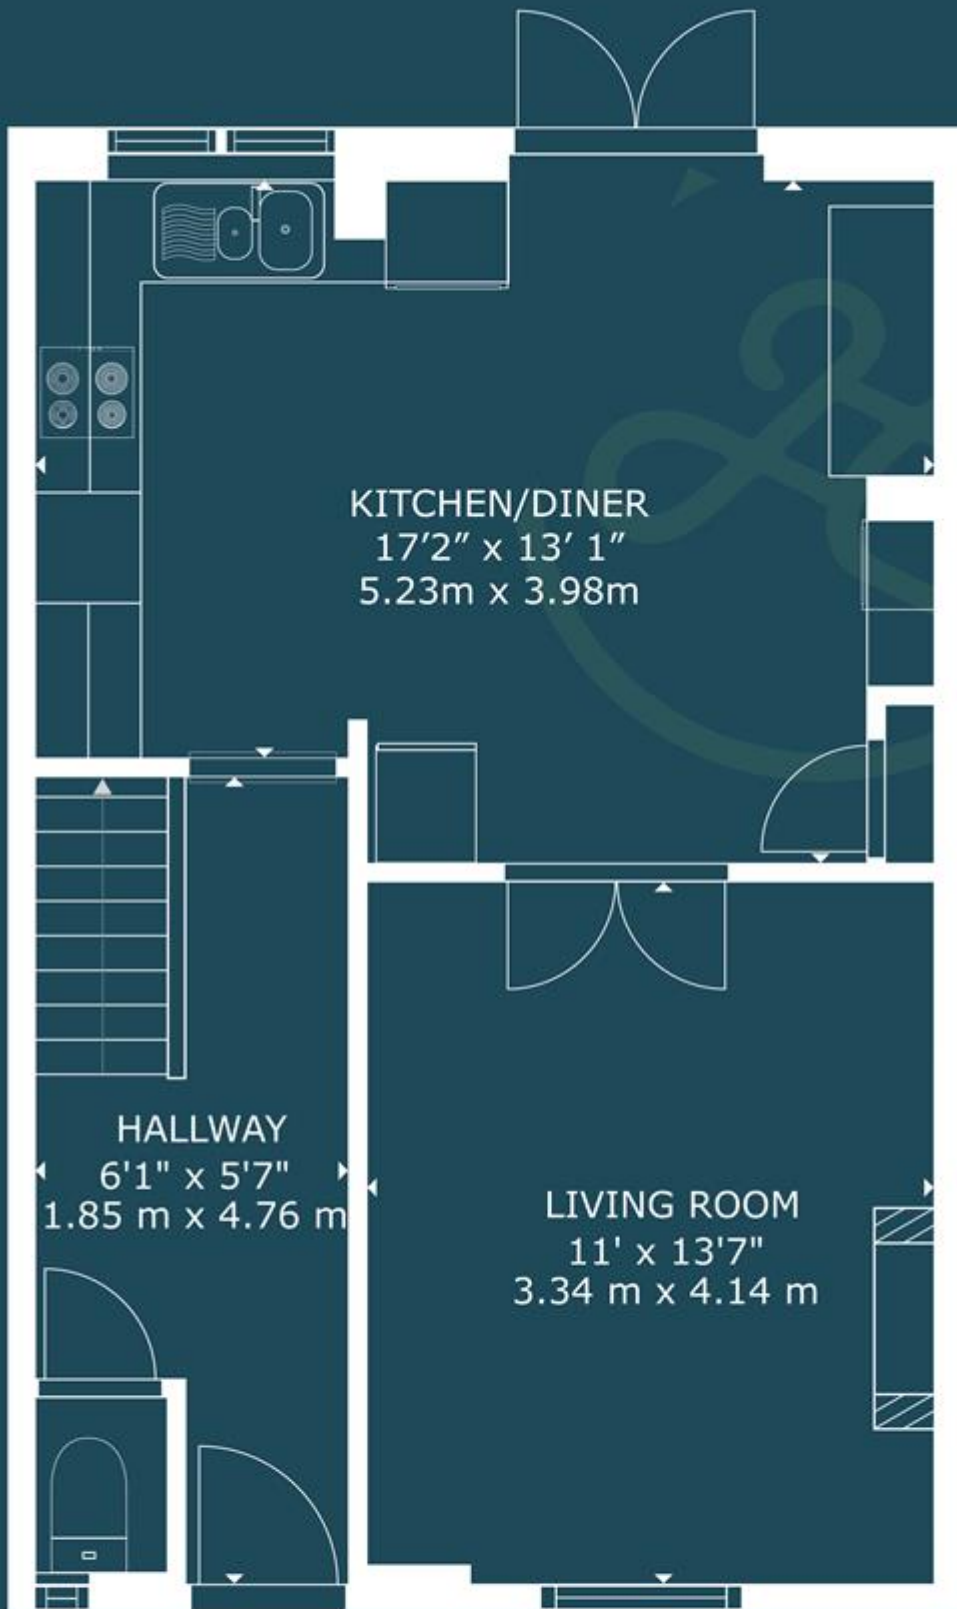 KITCHEN/DINER
17′2″ x 13′ 1″
5.23m x 3.98m
HALLWAY
6'1" x 5'7"
1.85 m x 4.76 m
LIVING ROOM
11' x 13'7"
3.34 m x 4.14 m